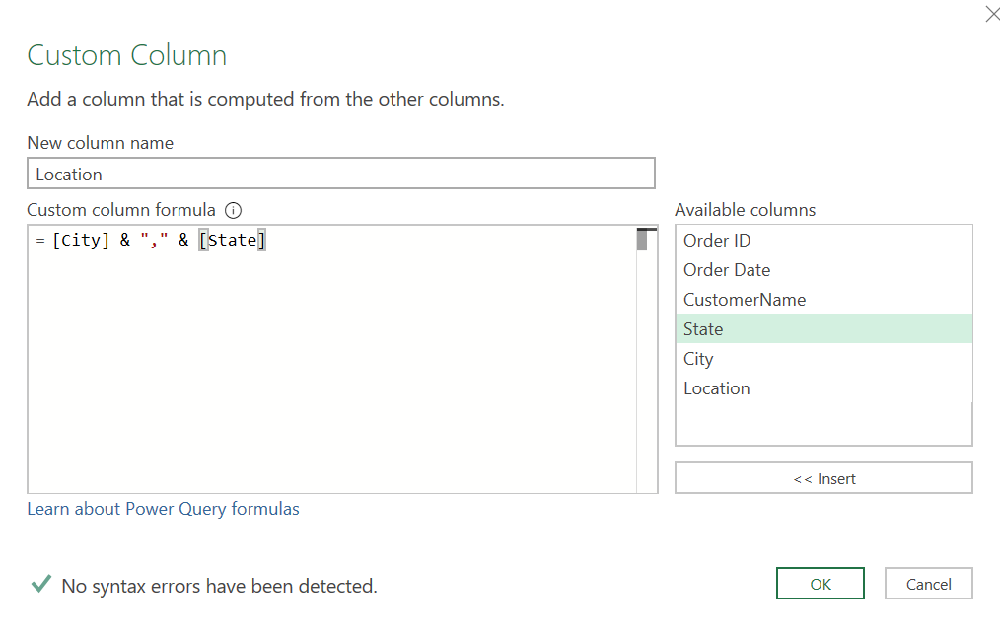 Custom Column
Add a column that is computed from the other columns.
New column name
Location
Custom column formula
= [City] & "," & [State]
Available columns
Order ID
Order Date
CustomerName
State
City
Location
<< Insert
Learn about Power Query formulas
No syntax errors have been detected.
OK
Cancel